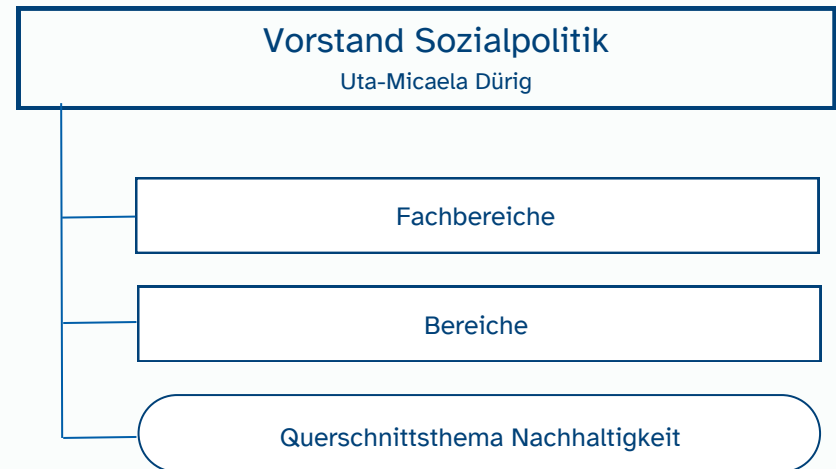 Vorstand Sozialpolitik
Uta-Micaela Dürig
Fachbereiche
Bereiche
Querschnittsthema Nachhaltigkeit